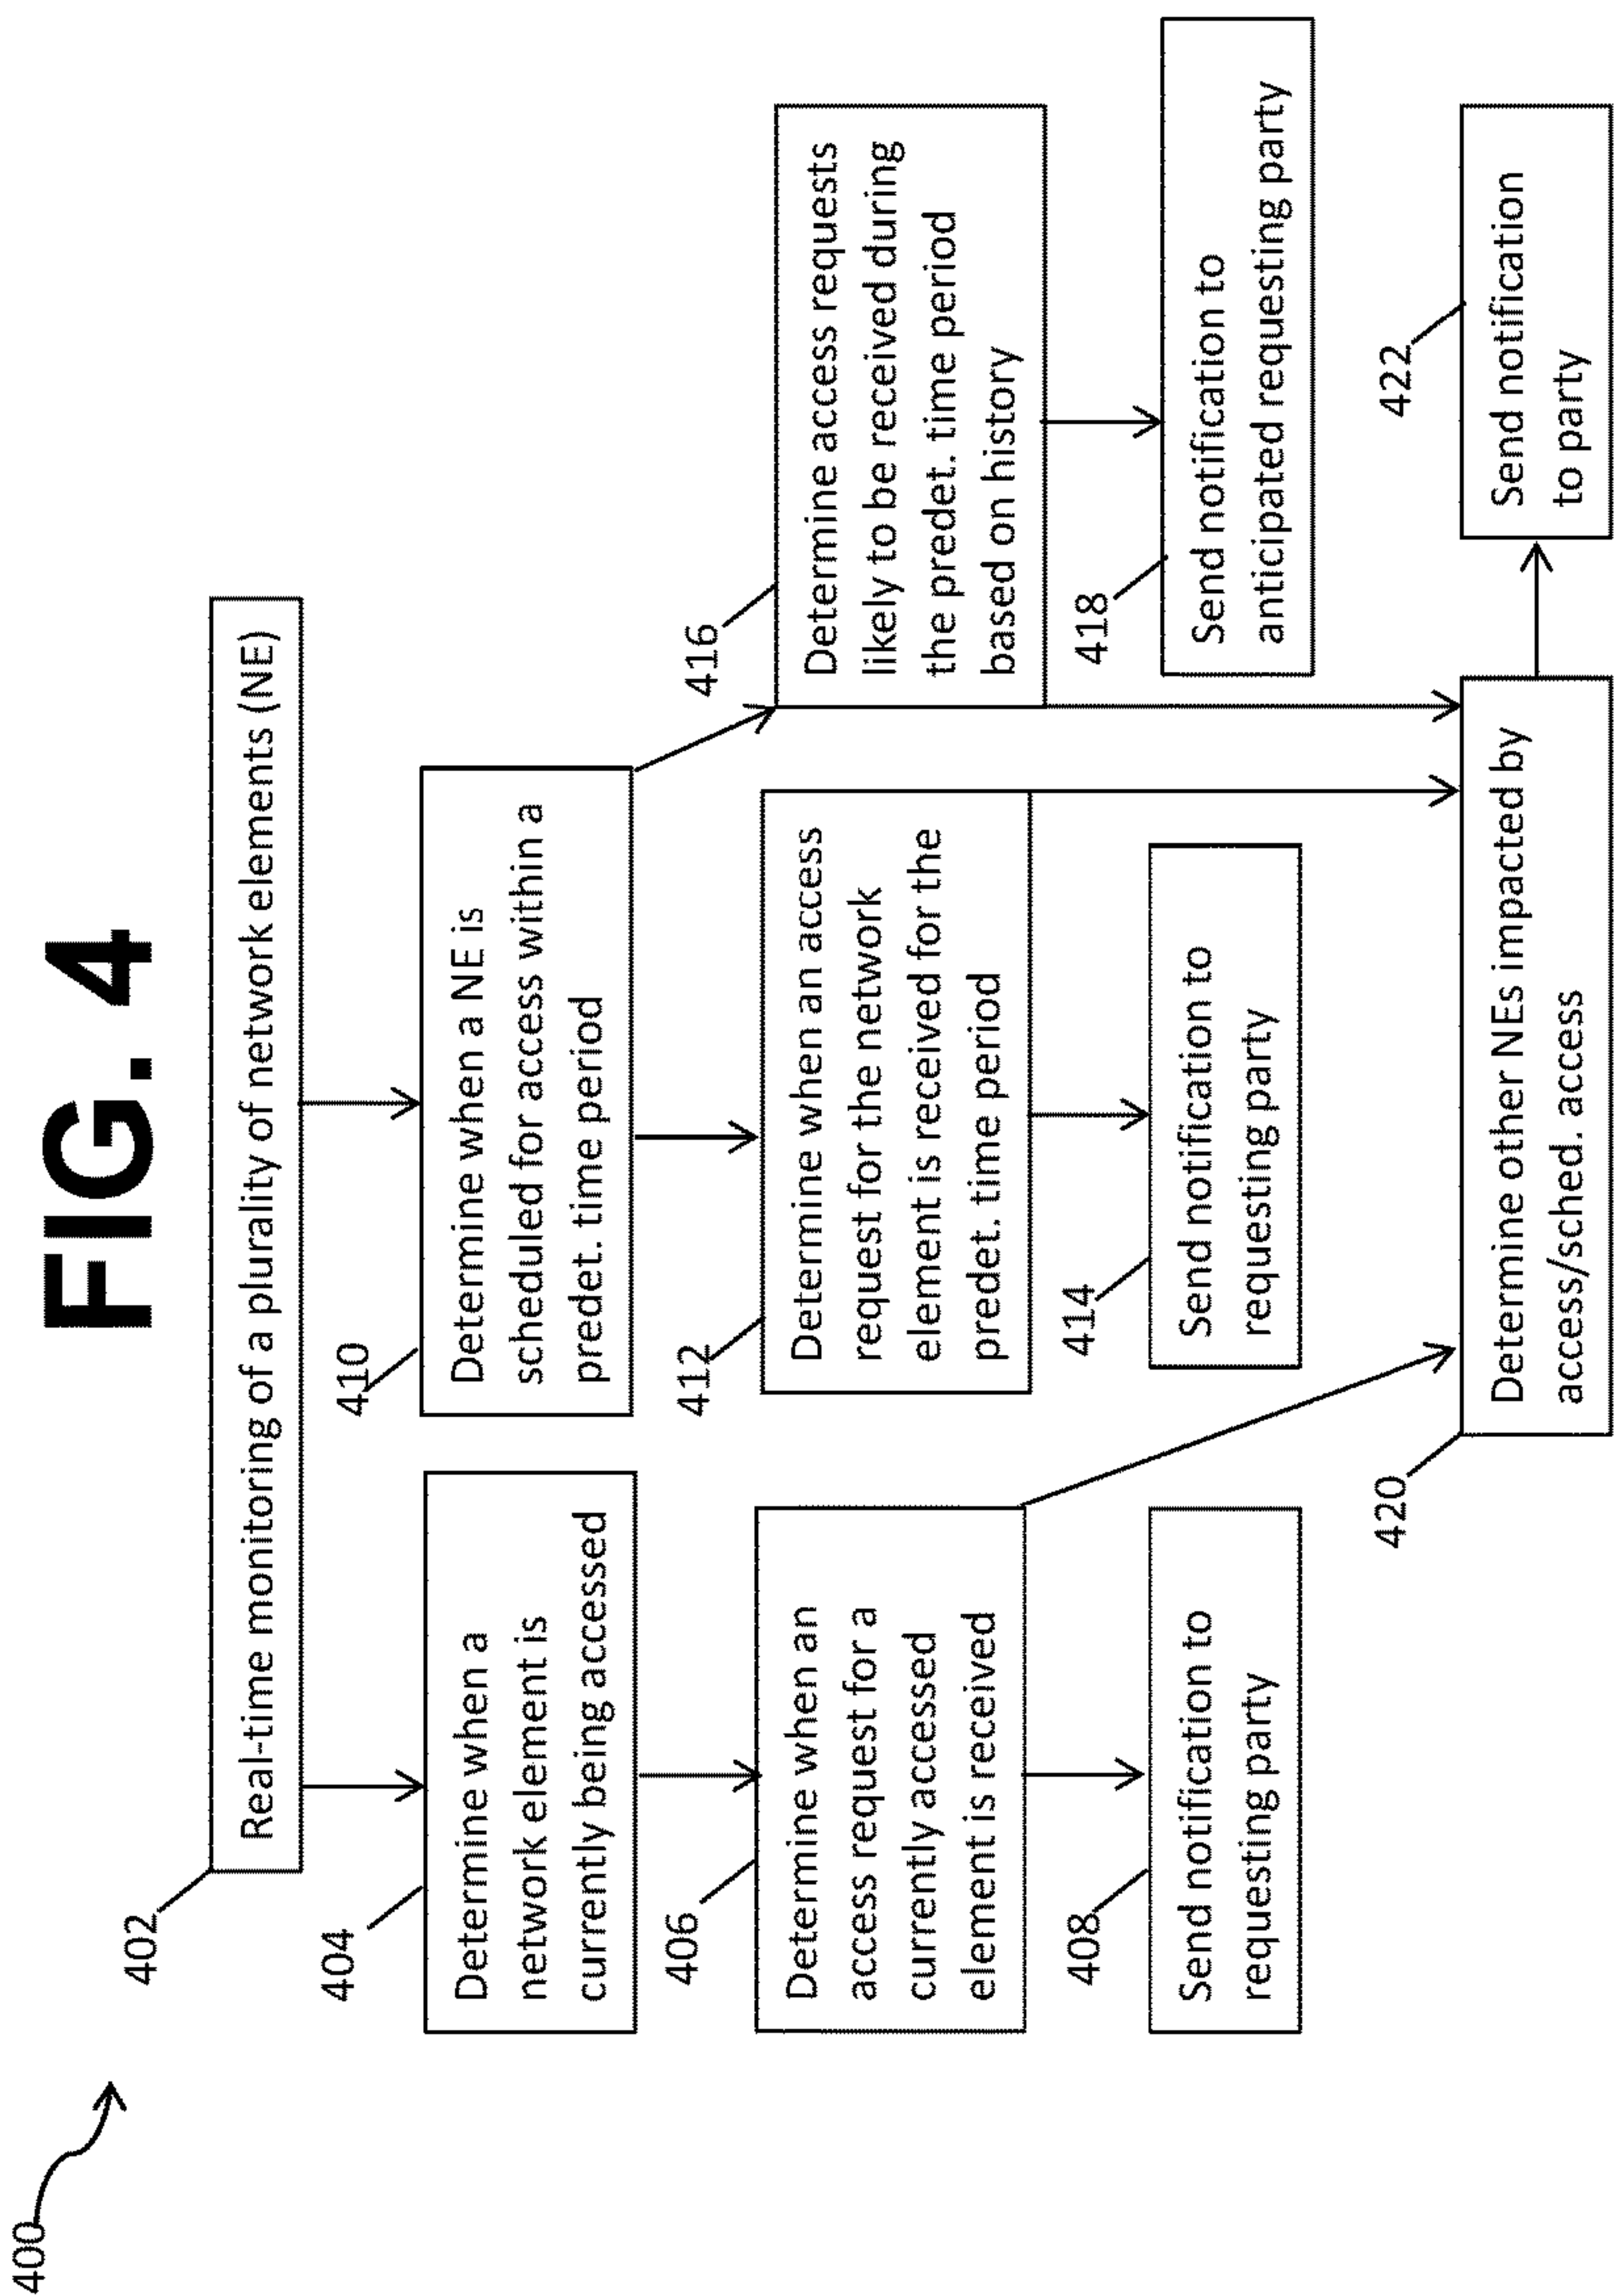 FIG. 4
400
402
Real-time monitoring of a plurality of network elements (NE)
404
Determine when a
network element is
currently being accessed
406
Determine when an
access request for a
currently accessed
element is received
408
Send notification to
requesting party
410
Determine when a NE is
scheduled for access within a
predet. time period
412
Determine when an access
request for the network
element is received for the
predet. time period
414
Send notification to
requesting party
416
Determine access requests
likely to be received during
the predet. time period
based on history
418
Send notification to
anticipated requesting party
420
Determine other NEs impacted by
access/sched. access
422
Send notification
to party